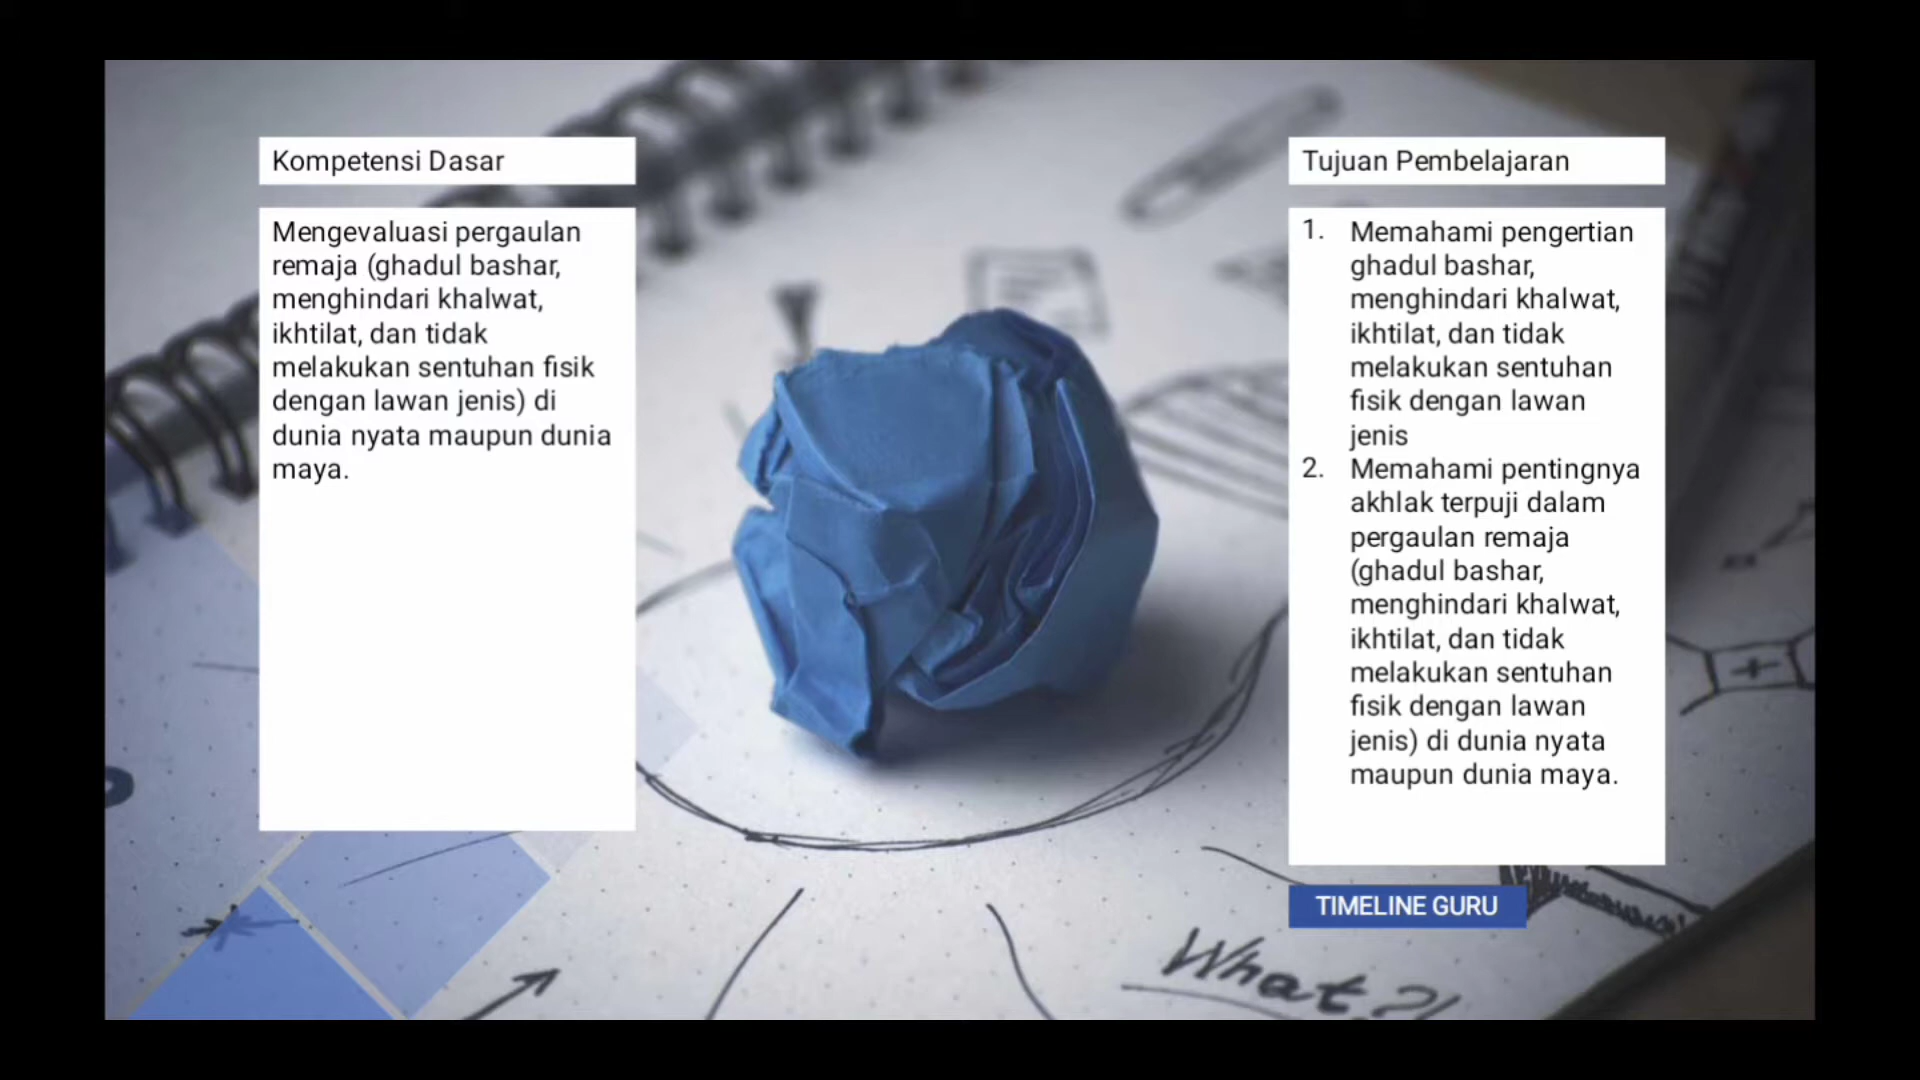 Kompetensi Dasar
Mengevaluasi pergaulan
remaja (ghadul bashar,
menghindari khalwat,
ikhtilat, dan tidak
melakukan sentuhan fisik
dengan lawan jenis) di
dunia nyata maupun dunia
maya.
Tujuan Pembelajaran
1. Memahami pengertian
ghadul bashar,
menghindari khalwat,
ikhtilat, dan tidak
melakukan sentuhan
fisik dengan lawan
jenis
2. Memahami pentingnya
akhlak terpuji dalam
pergaulan remaja
(ghadul bashar,
menghindari khalwat,
ikhtilat, dan tidak
melakukan sentuhan
fisik dengan lawan
jenis) di dunia nyata
maupun dunia maya.
TIMELINE GURU
What?!